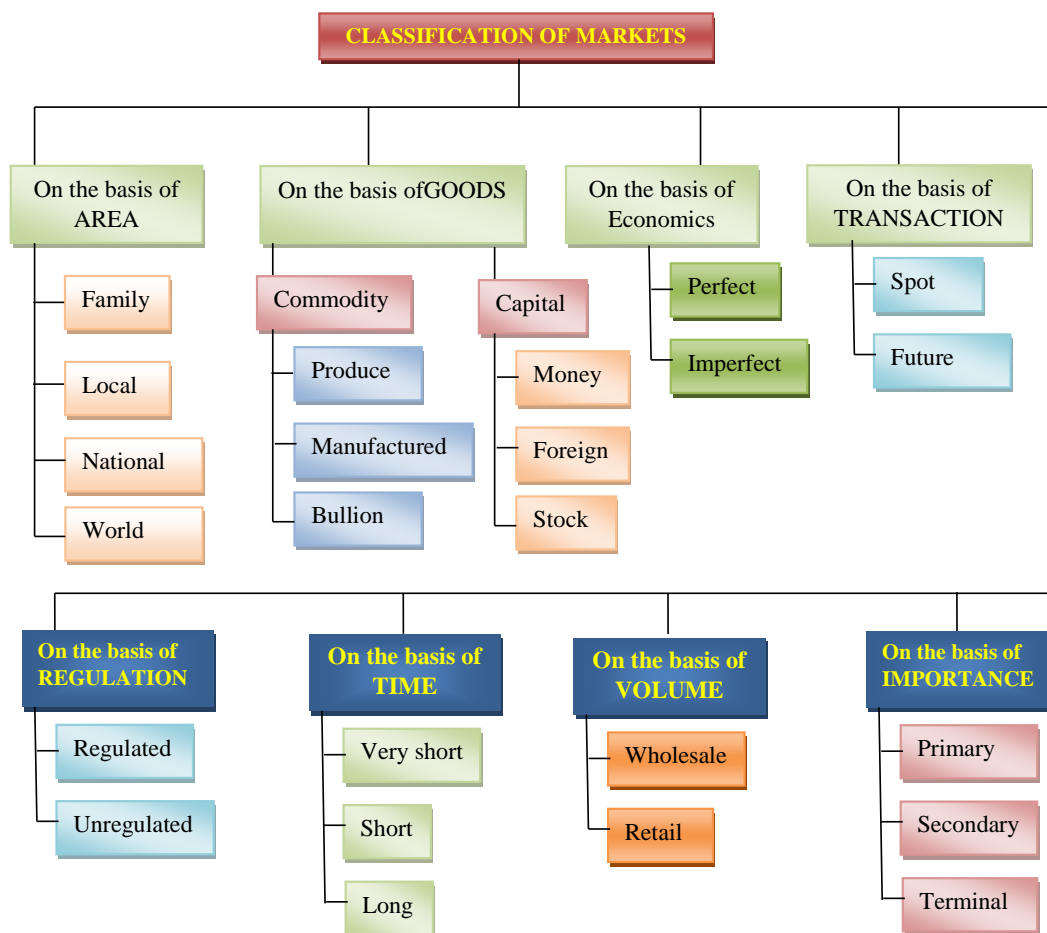 CLASSIFICATION OF MARKETS
On the basis of
AREA
Family
Local
National
World
On the basis ofGOODS
Commodity
Produce
Manufactured
Bullion
Capital
Money
Foreign
Stock
On the basis of
Economics
Perfect
Imperfect
On the basis of
TRANSACTION
Spot
Future
On the basis of
REGULATION
Regulated
Unregulated
On the basis of
TIME
Very short
Short
Long
On the basis of
VOLUME
Wholesale
Retail
On the basis of
IMPORTANCE
Primary
Secondary
Terminal